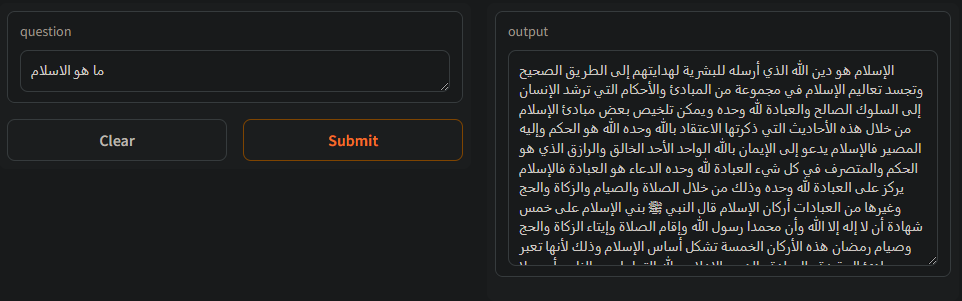 question
ما هو الاسلام
Clear
Submit
output
الإسلام هو دين الله الذي أرسله للبشرية لهدايتهم إلى الطريق الصحيح
وتجسد تعاليم الإسلام في مجموعة من المبادئ والأحكام التي ترشد الإنسان
إلى السلوك الصالح والعبادة لله وحده ويمكن تلخيص بعض مبادئ الإسلام
من خلال هذه الأحاديث التي ذكرتها الاعتقاد بالله وحده الله هو الحكم وإليه
المصير فالإسلام يدعو إلى الإيمان بالله الواحد الأحد الخالق والرازق الذي هو
الحكم والمتصرف في كل شيء العبادة لله وحده الدعاء هو العبادة فالإسلام
يركز على العبادة لله وحده وذلك من خلال الصلاة والصيام والزكاة والحج
وغيرها من العبادات أركان الإسلام قال النبي ﷺ بني الإسلام على خمس
شهادة أن لا إله إلا الله وأن محمدا رسول الله وإقام الصلاة وإيتاء الزكاة والحج
وصيام رمضان هذه الأركان الخمسة تشكل أساس الإسلام وذلك لأنها تعبر